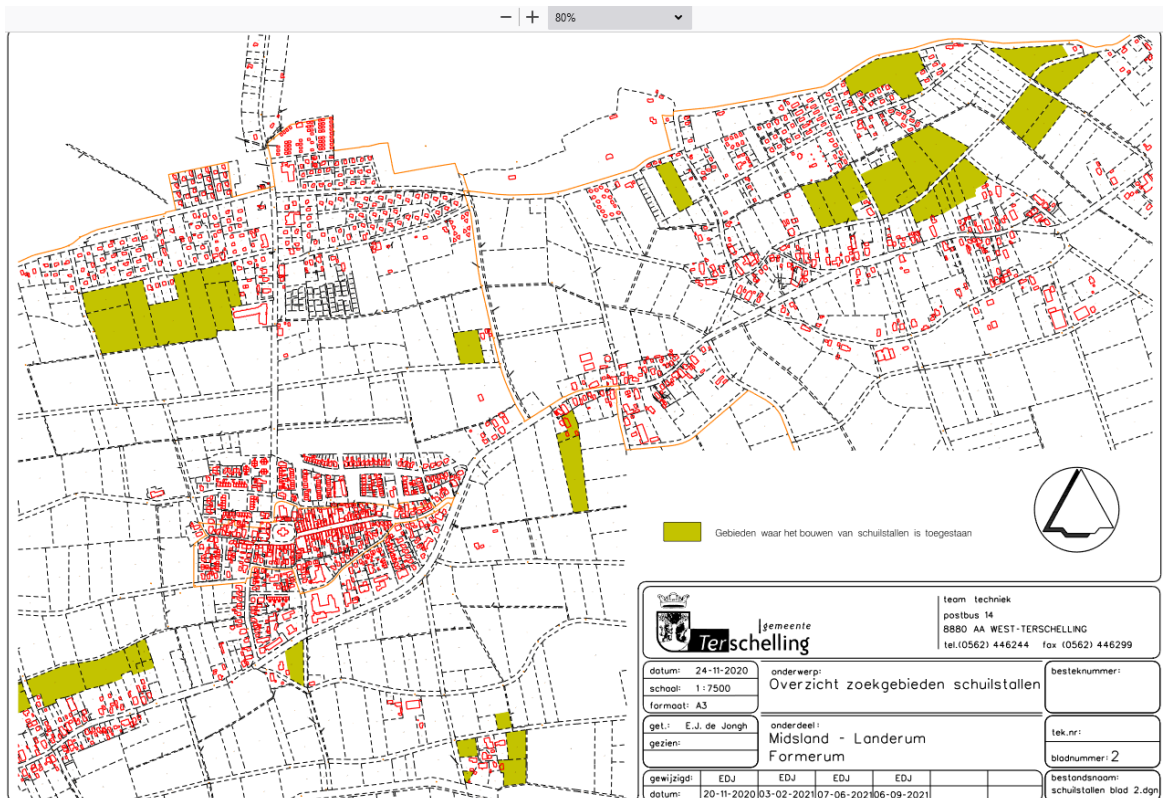 80%
Gebieden waar het bouwen van schuilstallen is toegestaan
gemeente
Terschelling
team techniek
postbus 14
8880 AA WEST-TERSCHELLING
tel.(0562) 446244 fax (0562) 446299
datum: 24-11-2020
schaal: 1:7500
formaat: A3
onderwerp:
Overzicht zoekgebieden schuilstallen
besteknummer:
get.: E.J. de Jongh
gezien:
onderdeel:
Midsland - Landerum
Formerum
tek.nr:
bladnummer: 2
gewijzigd: EDJ EDJ EDJ EDJ
datum: 20-11-2020 03-02-2021 07-06-2021 06-09-2021
bestandsnaam:
schuilstallen blad 2.dgn